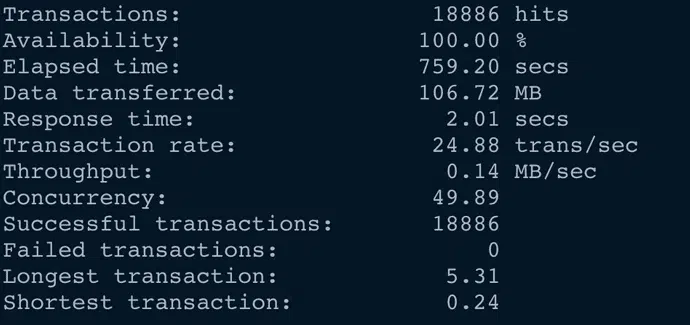 Transactions: 18886 hits
Availability: 100.00 %
Elapsed time: 759.20 secs
Data transferred: 106.72 MB
Response time: 2.01 secs
Transaction rate: 24.88 trans/sec
Throughput: 0.14 MB/sec
Concurrency: 49.89
Successful transactions: 18886
Failed transactions: 0
Longest transaction: 5.31
Shortest transaction: 0.24